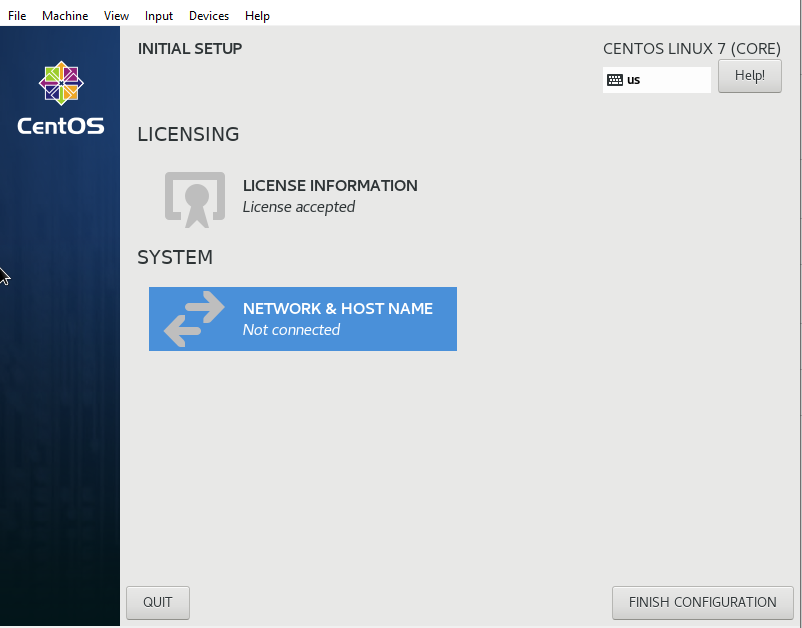 File Machine View Input Devices Help
CentOS
INITIAL SETUP
CENTOS LINUX 7 (CORE)
us
Help!
LICENSING
LICENSE INFORMATION
License accepted
SYSTEM
NETWORK & HOST NAME
Not connected
QUIT
FINISH CONFIGURATION